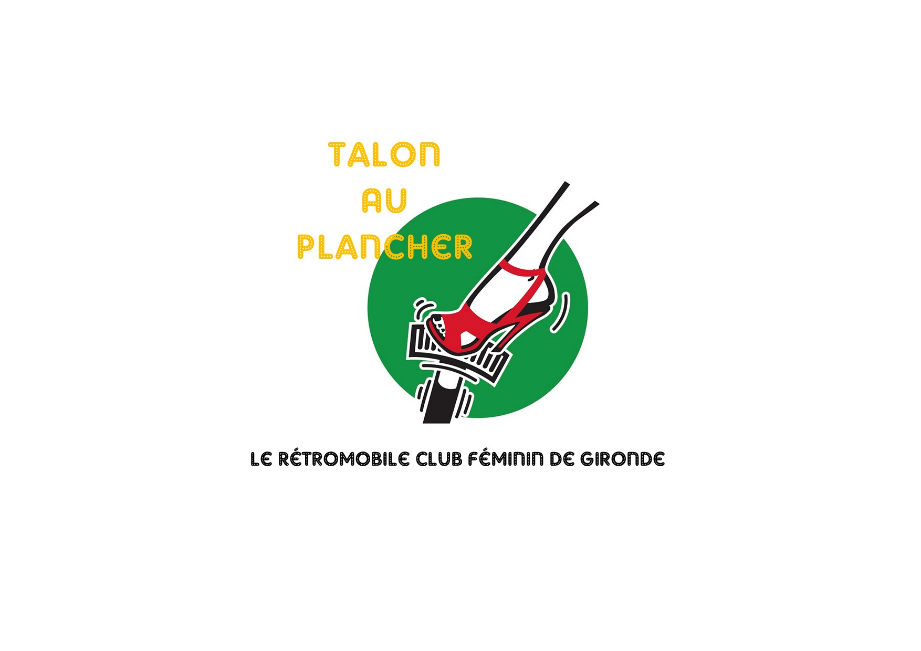 TALON
AU
PLANCHER
LE RÉTROMOBILE CLUB FÉMININ DE GIRONDE